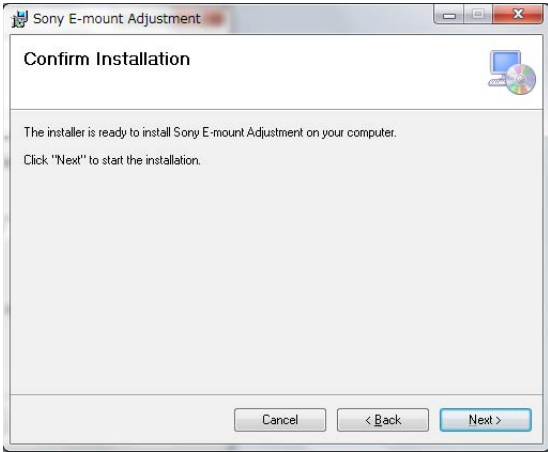 Sony E-mount Adjustment
Confirm Installation
The installer is ready to install Sony E-mount Adjustment on your computer.
Click "Next" to start the installation.
Cancel
< Back
Next >